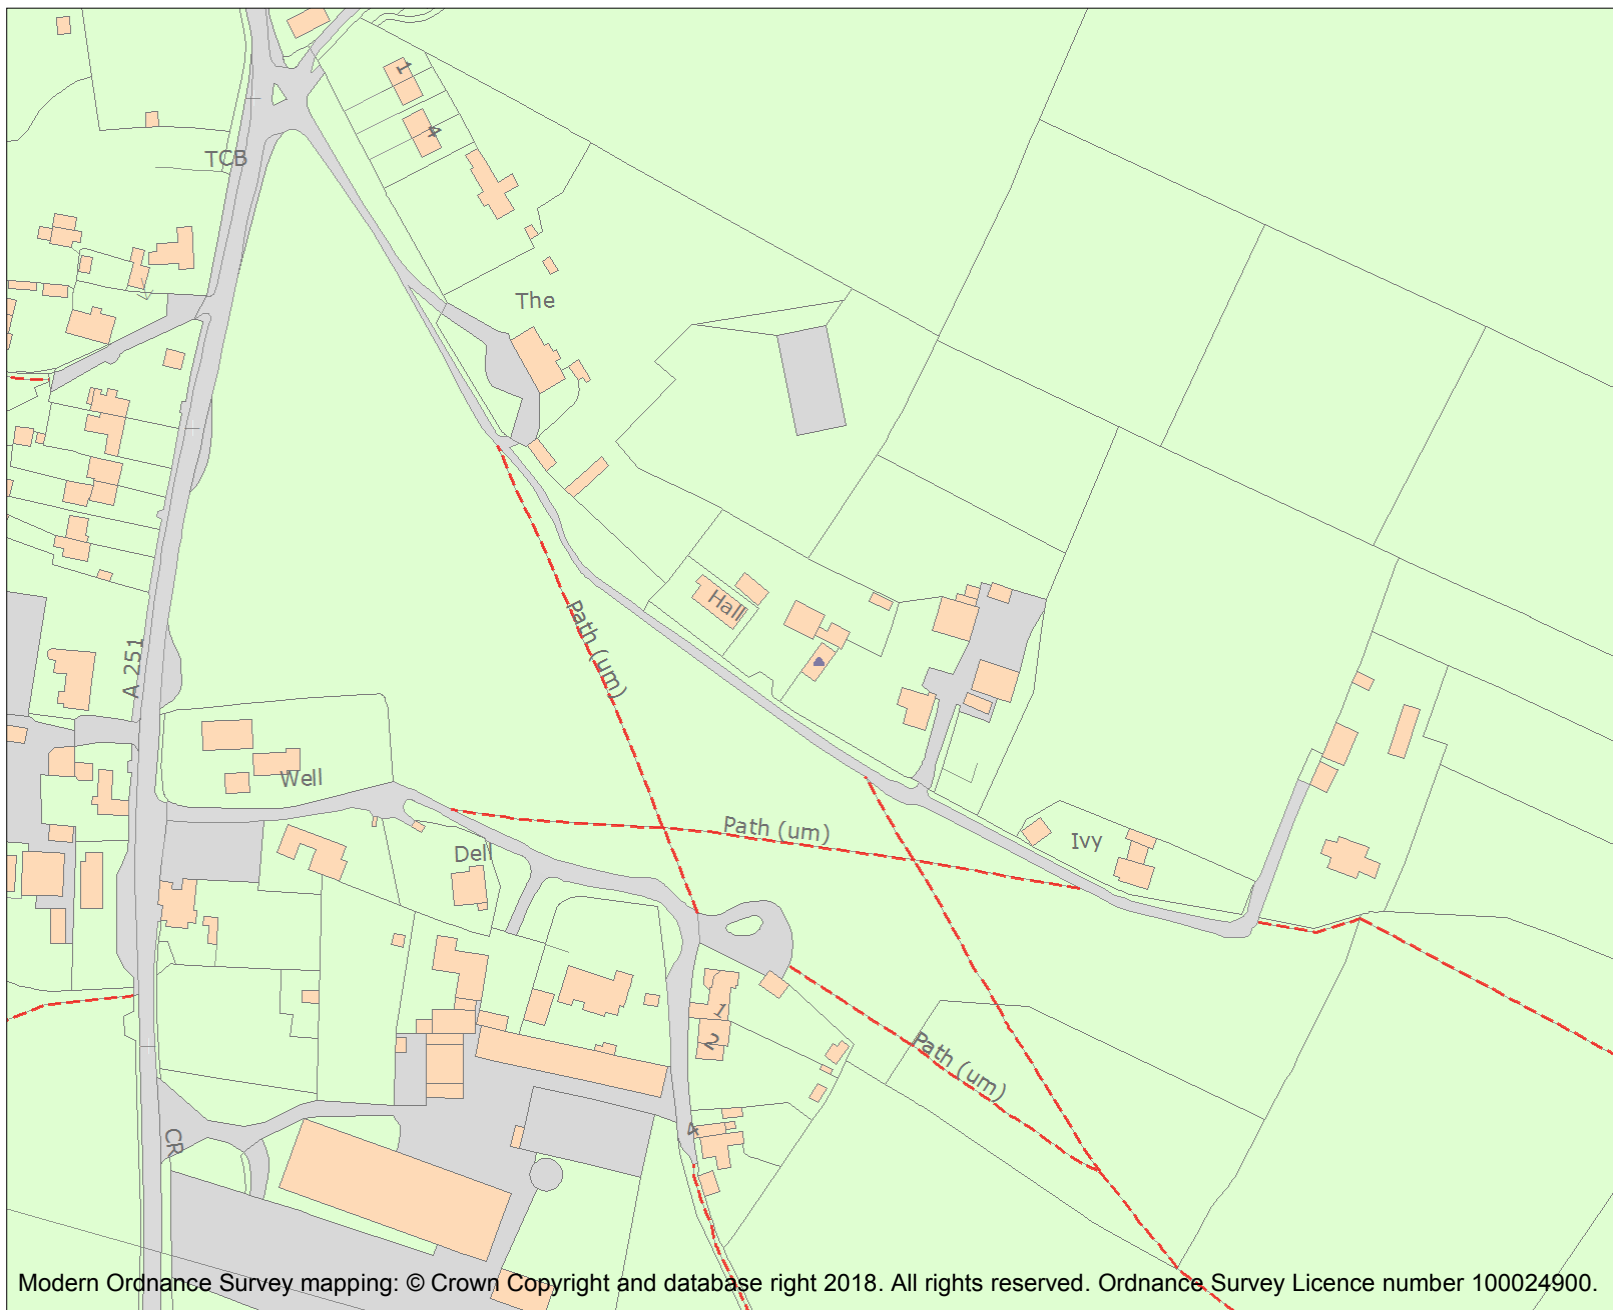 1
4
TCB
The
Path (um)
Hall
A 251
Well
Path (um)
Ivy
Dell
1
2
Path (um)
4
CR
Modern Ordnance Survey mapping: © Crown Copyright and database right 2018. All rights reserved. Ordnance Survey Licence number 100024900.